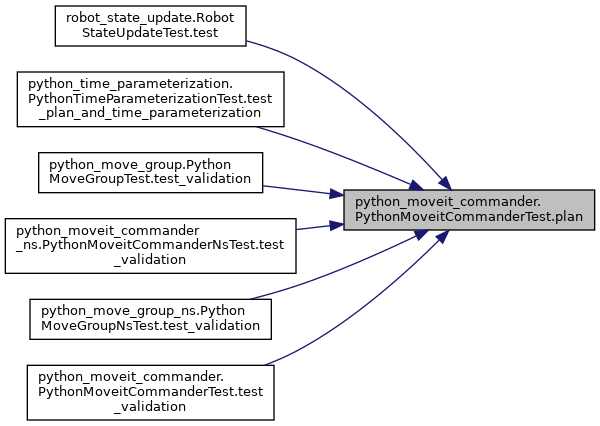 robot_state_update.Robot
StateUpdateTest.test
python_time_parameterization.
PythonTimeParameterizationTest.test
_plan_and_time_parameterization
python_move_group.Python
MoveGroupTest.test_validation
python_moveit_commander.
PythonMoveitCommanderTest.plan
python_moveit_commander
_ns.PythonMoveitCommanderNsTest.test
_validation
python_move_group_ns.Python
MoveGroupNsTest.test_validation
python_moveit_commander.
PythonMoveitCommanderTest.test
_validation